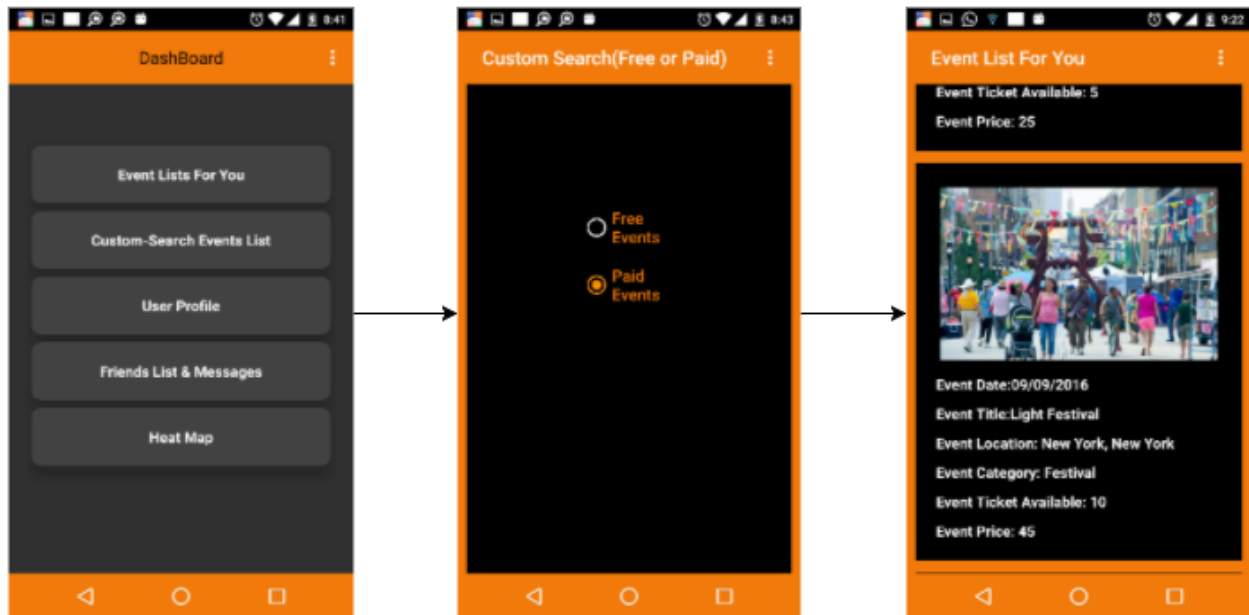 8:41
DashBoard
Event Lists For You
Custom-Search Events List
User Profile
Friends List & Messages
Heat Map
8:43
Custom Search(Free or Paid)
Free
Events
Paid
Events
9:22
Event List For You
Event Ticket Available: 5
Event Price: 25
Event Date:09/09/2016
Event Title:Light Festival
Event Location: New York, New York
Event Category: Festival
Event Ticket Available: 10
Event Price: 45